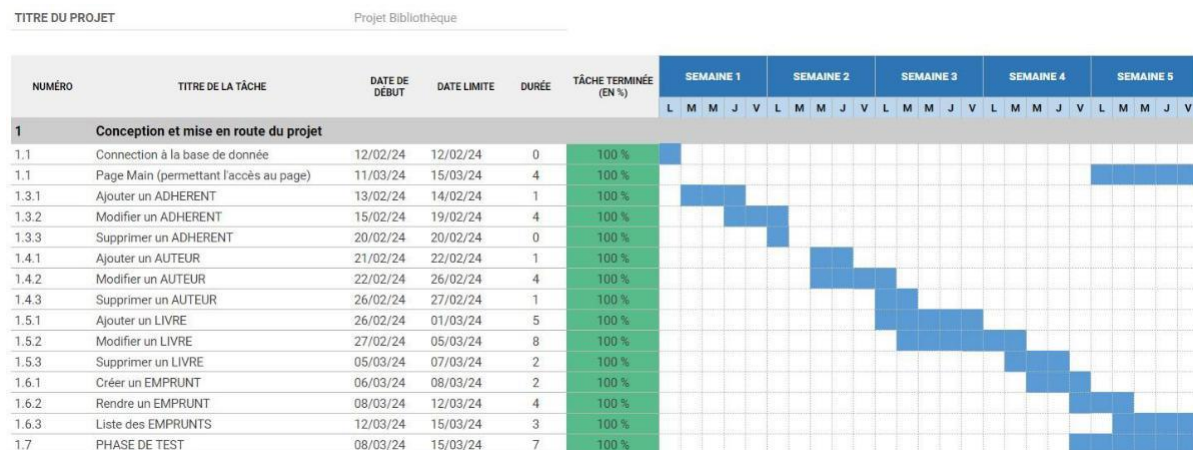 TITRE DU PROJET Projet Bibliothèque
NUMÉRO TITRE DE LA TÂCHE DATE DE DÉBUT DATE LIMITE DURÉE TÂCHE TERMINÉE (EN %) SEMAINE 1 SEMAINE 2 SEMAINE 3 SEMAINE 4 SEMAINE 5
L M M J V L M M J V L M M J V L M M J V L M M J V
1 Conception et mise en route du projet
1.1 Connection à la base de donnée 12/02/24 12/02/24 0 100 %
1.1 Page Main (permettant l'accès au page) 11/03/24 15/03/24 4 100 %
1.3.1 Ajouter un ADHERENT 13/02/24 14/02/24 1 100 %
1.3.2 Modifier un ADHERENT 15/02/24 19/02/24 4 100 %
1.3.3 Supprimer un ADHERENT 20/02/24 20/02/24 0 100 %
1.4.1 Ajouter un AUTEUR 21/02/24 22/02/24 1 100 %
1.4.2 Modifier un AUTEUR 22/02/24 26/02/24 4 100 %
1.4.3 Supprimer un AUTEUR 26/02/24 27/02/24 1 100 %
1.5.1 Ajouter un LIVRE 26/02/24 01/03/24 5 100 %
1.5.2 Modifier un LIVRE 27/02/24 05/03/24 8 100 %
1.5.3 Supprimer un LIVRE 05/03/24 07/03/24 2 100 %
1.6.1 Créer un EMPRUNT 06/03/24 08/03/24 2 100 %
1.6.2 Rendre un EMPRUNT 08/03/24 12/03/24 4 100 %
1.6.3 Liste des EMPRUNTS 12/03/24 15/03/24 3 100 %
1.7 PHASE DE TEST 08/03/24 15/03/24 7 100 %